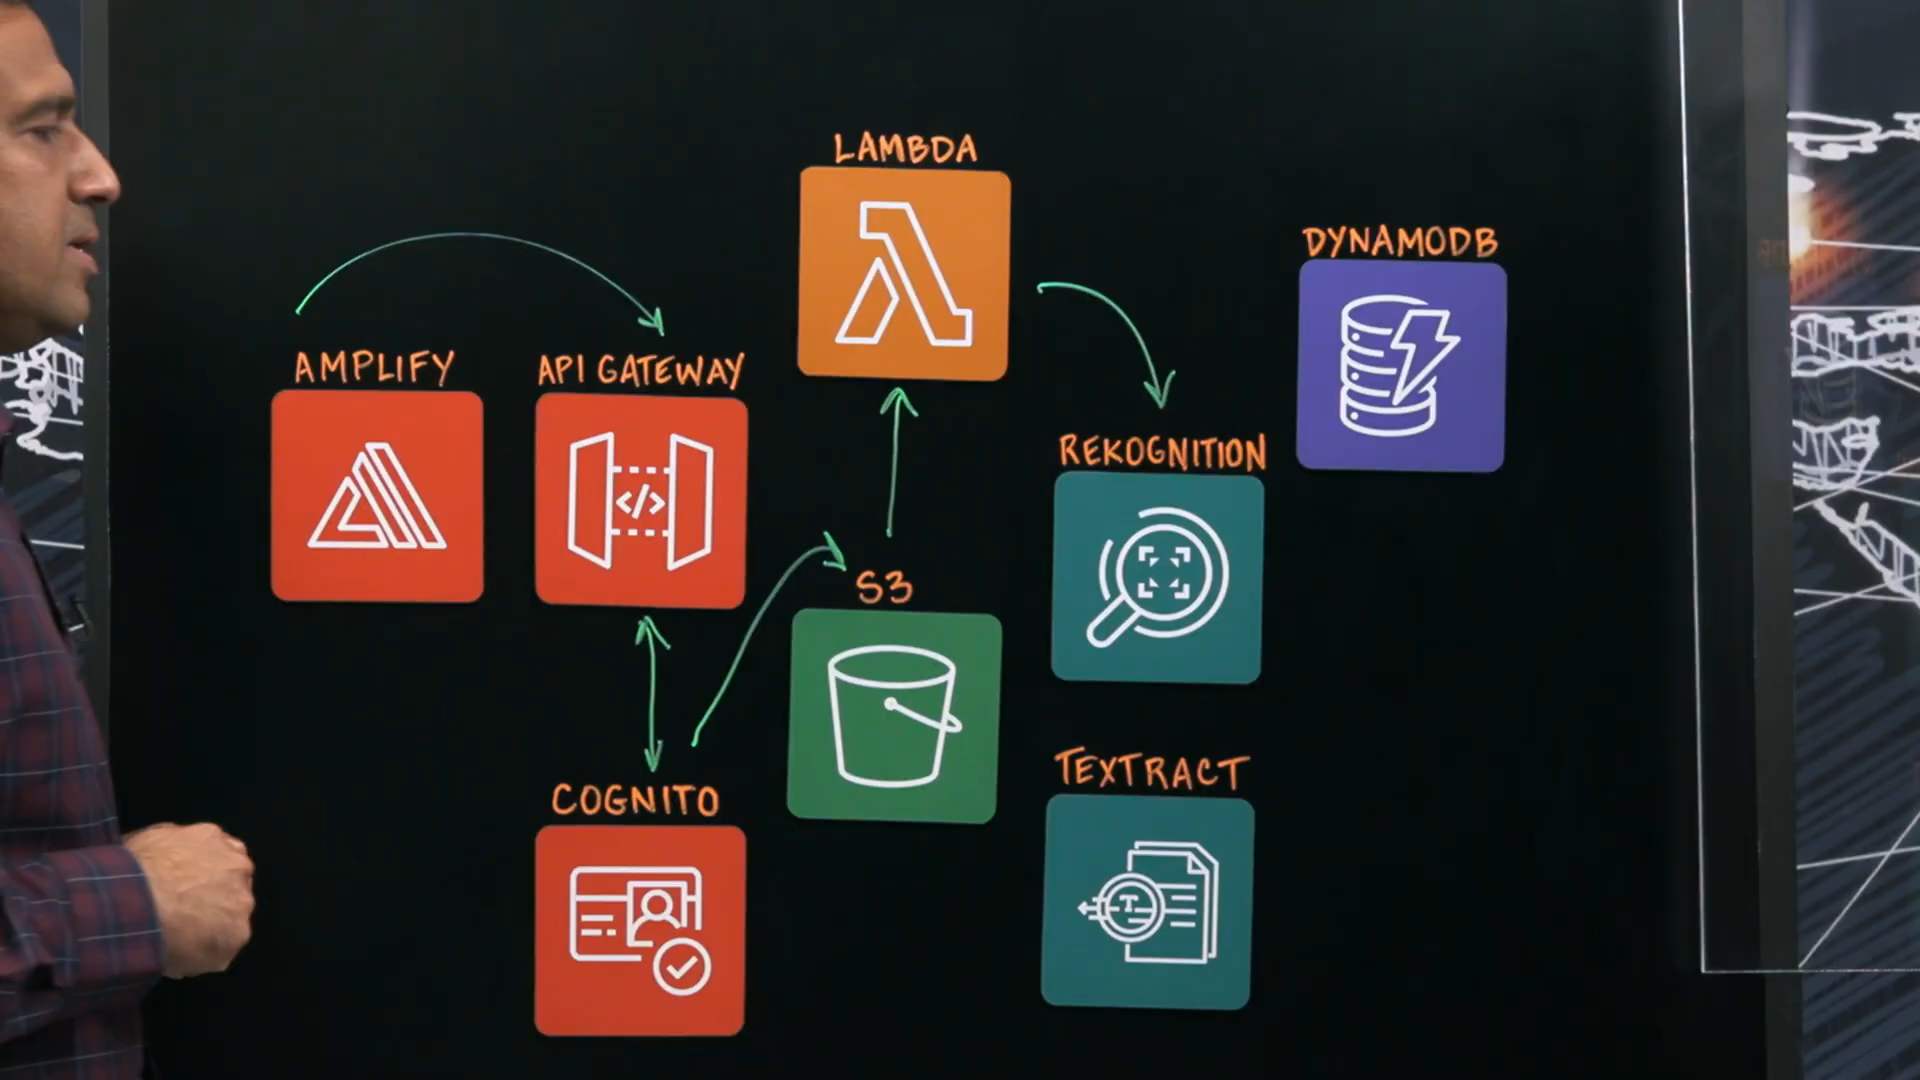 LAMBDA
DYNAMODB
AMPLIFY
API GATEWAY
</>
REKOGNITION
S3
TEXTRACT
T
COGNITO